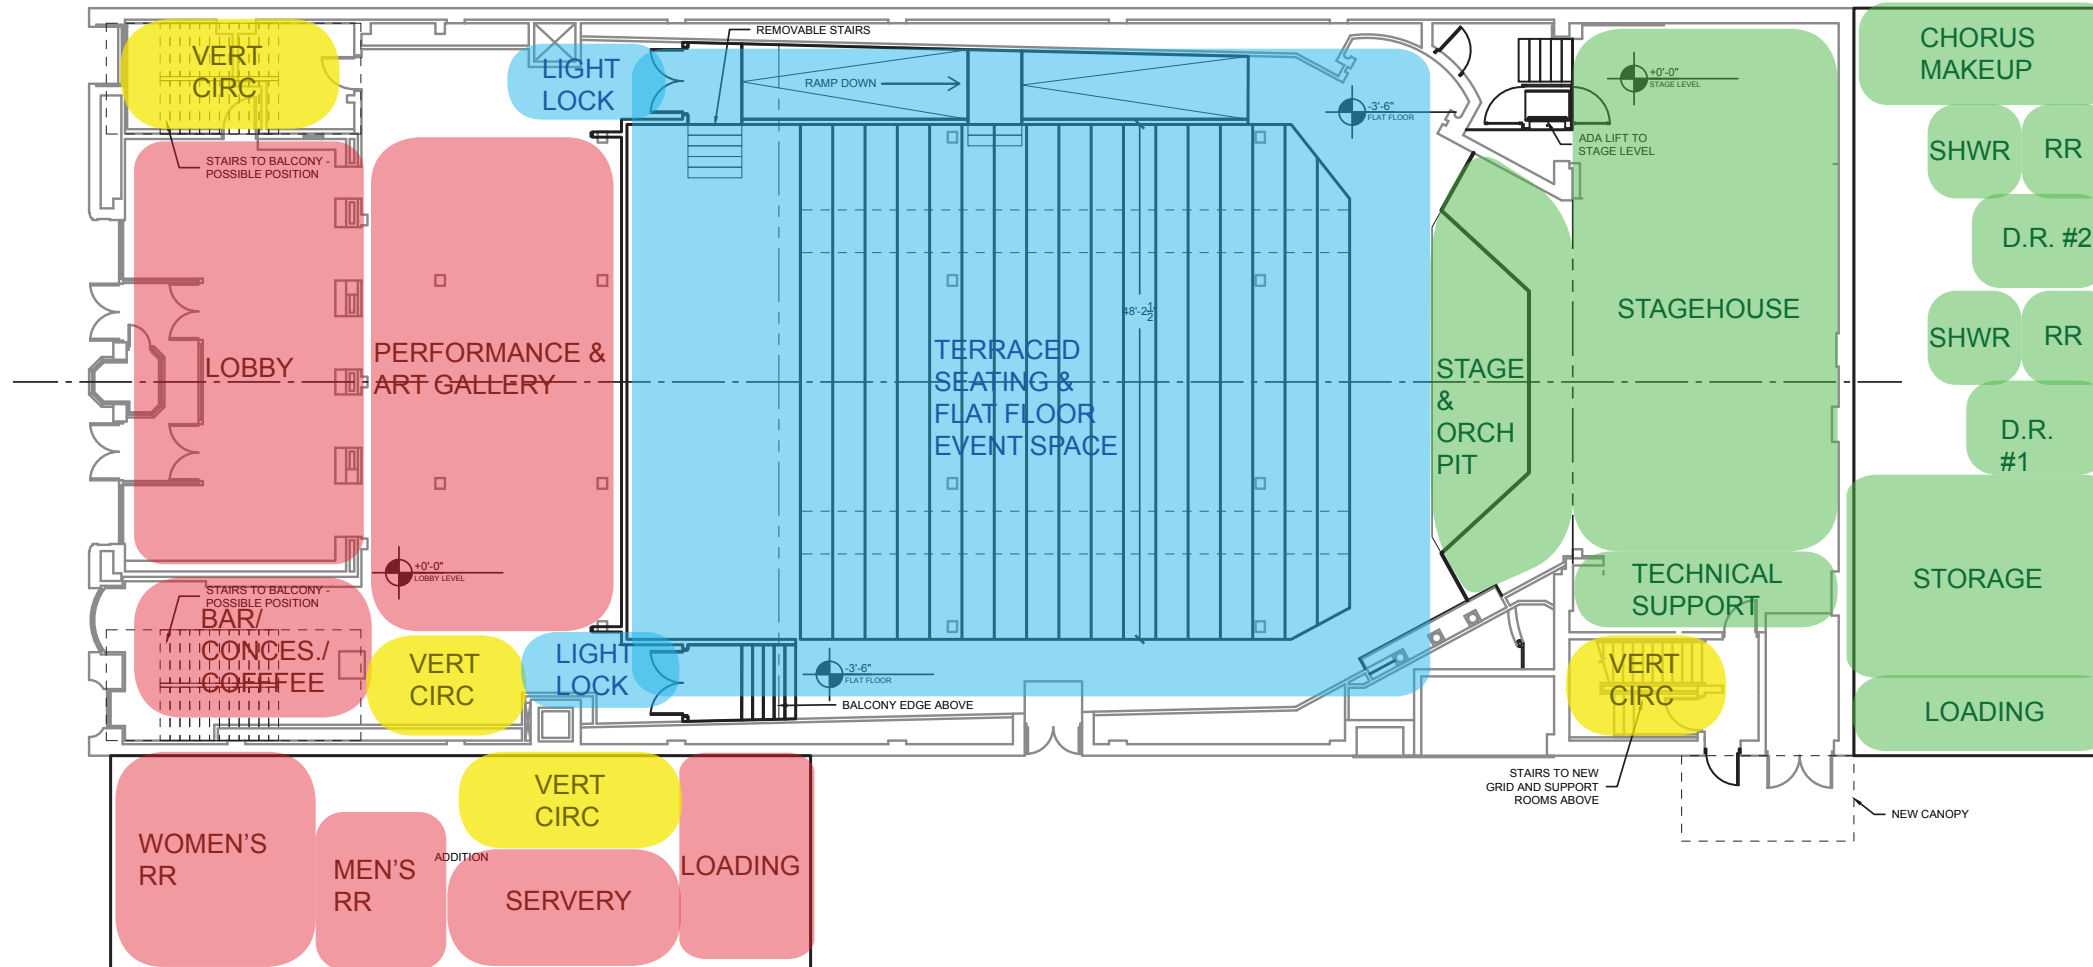 REMOVABLE STAIRS
CHORUS
MAKEUP
VERT
CIRC
LIGHT
LOCK
RAMP DOWN
+0'-0"
STAGE LEVEL
-3'-6"
FLAT FLOOR
ADA LIFT TO
STAGE LEVEL
SHWR
RR
STAIRS TO BALCONY -
POSSIBLE POSITION
D.R. #2
48'-2 1/2"
STAGEHOUSE
SHWR
RR
LOBBY
PERFORMANCE &
ART GALLERY
TERRACED
SEATING &
FLAT FLOOR
EVENT SPACE
STAGE
&
ORCH
PIT
D.R.
#1
+0'-0"
LOBBY LEVEL
STAIRS TO BALCONY -
POSSIBLE POSITION
BAR/
CONCES./
COFFFEE
TECHNICAL
SUPPORT
STORAGE
VERT
CIRC
LIGHT
LOCK
-3'-6"
FLAT FLOOR
BALCONY EDGE ABOVE
VERT
CIRC
LOADING
VERT
CIRC
STAIRS TO NEW
GRID AND SUPPORT
ROOMS ABOVE
NEW CANOPY
WOMEN'S
RR
MEN'S
RR
ADDITION
SERVERY
LOADING